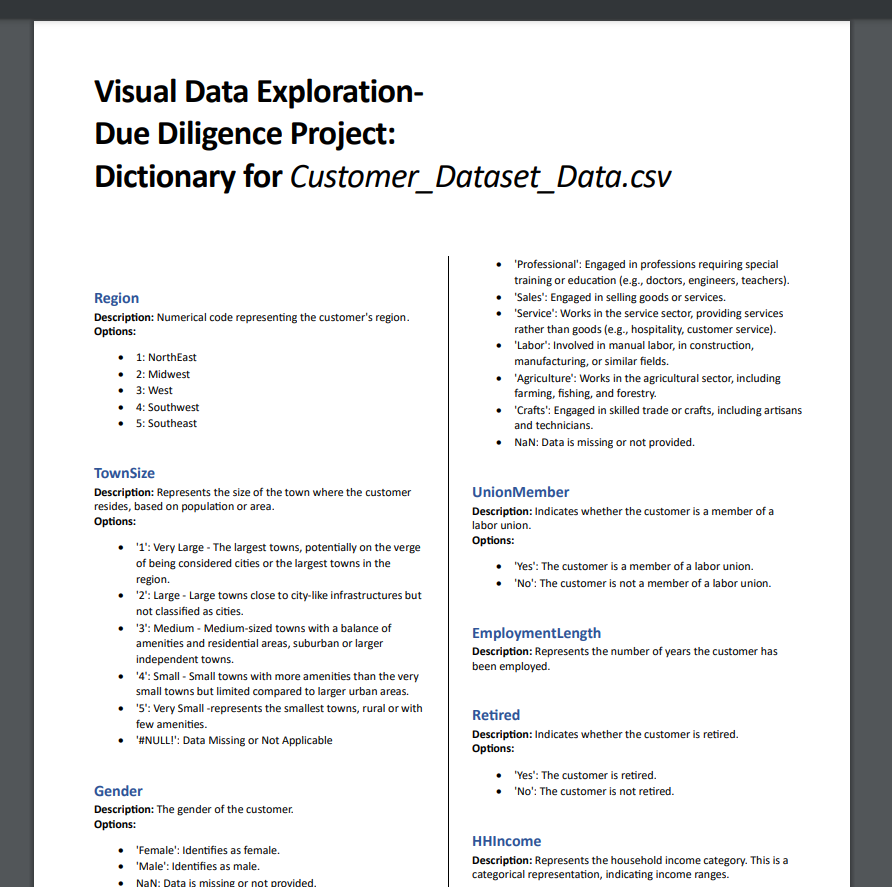 Visual Data Exploration-
Due Diligence Project:
Dictionary for Customer_Dataset_Data.csv
Region
Description: Numerical code representing the customer's region.
Options:
• 1: NorthEast
• 2: Midwest
• 3: West
• 4: Southwest
• 5: Southeast
TownSize
Description: Represents the size of the town where the customer
resides, based on population or area.
Options:
• '1': Very Large - The largest towns, potentially on the verge
of being considered cities or the largest towns in the
region.
• '2': Large - Large towns close to city-like infrastructures but
not classified as cities.
• '3': Medium - Medium-sized towns with a balance of
amenities and residential areas, suburban or larger
independent towns.
• '4': Small - Small towns with more amenities than the very
small towns but limited compared to larger urban areas.
• '5': Very Small -represents the smallest towns, rural or with
few amenities.
• '#NULL!': Data Missing or Not Applicable
Gender
Description: The gender of the customer.
Options:
• 'Female': Identifies as female.
• 'Male': Identifies as male.
• NaN: Data is missing or not provided.
• 'Professional': Engaged in professions requiring special
training or education (e.g., doctors, engineers, teachers).
• 'Sales': Engaged in selling goods or services.
• 'Service': Works in the service sector, providing services
rather than goods (e.g., hospitality, customer service).
• 'Labor': Involved in manual labor, in construction,
manufacturing, or similar fields.
• 'Agriculture': Works in the agricultural sector, including
farming, fishing, and forestry.
• 'Crafts': Engaged in skilled trade or crafts, including artisans
and technicians.
• NaN: Data is missing or not provided.
UnionMember
Description: Indicates whether the customer is a member of a
labor union.
Options:
• 'Yes': The customer is a member of a labor union.
• 'No': The customer is not a member of a labor union.
EmploymentLength
Description: Represents the number of years the customer has
been employed.
Retired
Description: Indicates whether the customer is retired.
Options:
• 'Yes': The customer is retired.
• 'No': The customer is not retired.
HHIncome
Description: Represents the household income category. This is a
categorical representation, indicating income ranges.